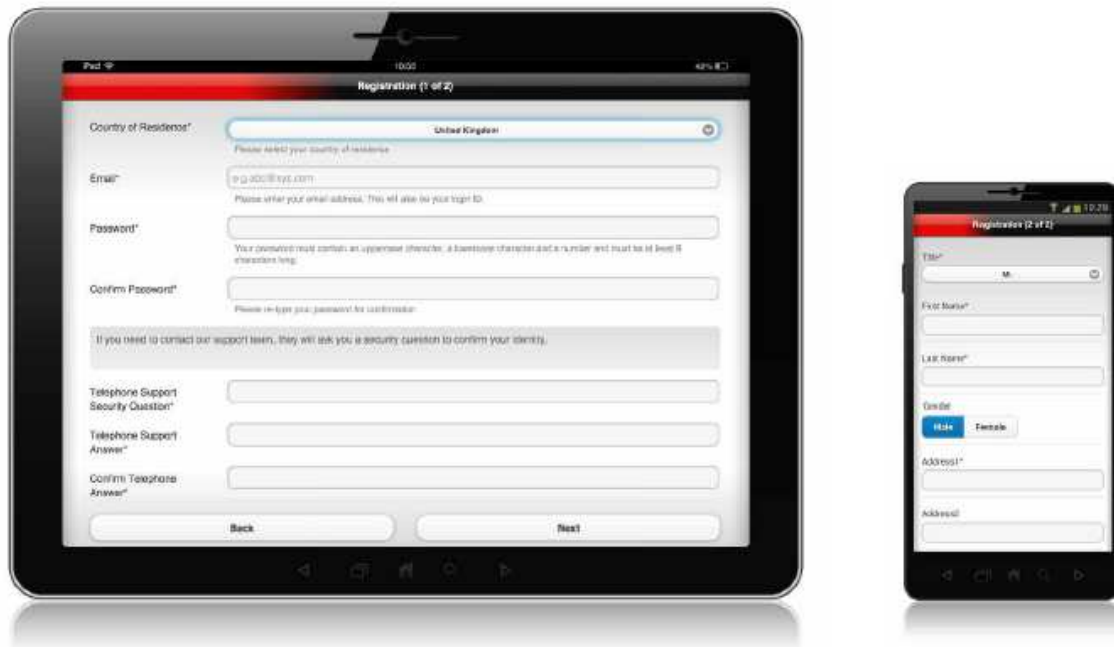 iPad
10:00
42%
Registration (1 of 2)
Country of Residence*
United Kingdom
Please select your country of residence
Email*
e.g.abc@xyz.com
Please enter your email address. This will also be your login ID.
Password*
Your password must contain an uppercase character, a lowercase character and a number and must be at least 8
characters long.
Confirm Password*
Please re-type your password for confirmation
If you need to contact our support team, they will ask you a security question to confirm your identity.
Telephone Support
Security Question*
Telephone Support
Answer*
Confirm Telephone
Answer*
Back
Next
10:28
Registration (2 of 2)
Title*
Mr
First Name*
Last Name*
Gender
Male
Female
Address1*
Address2